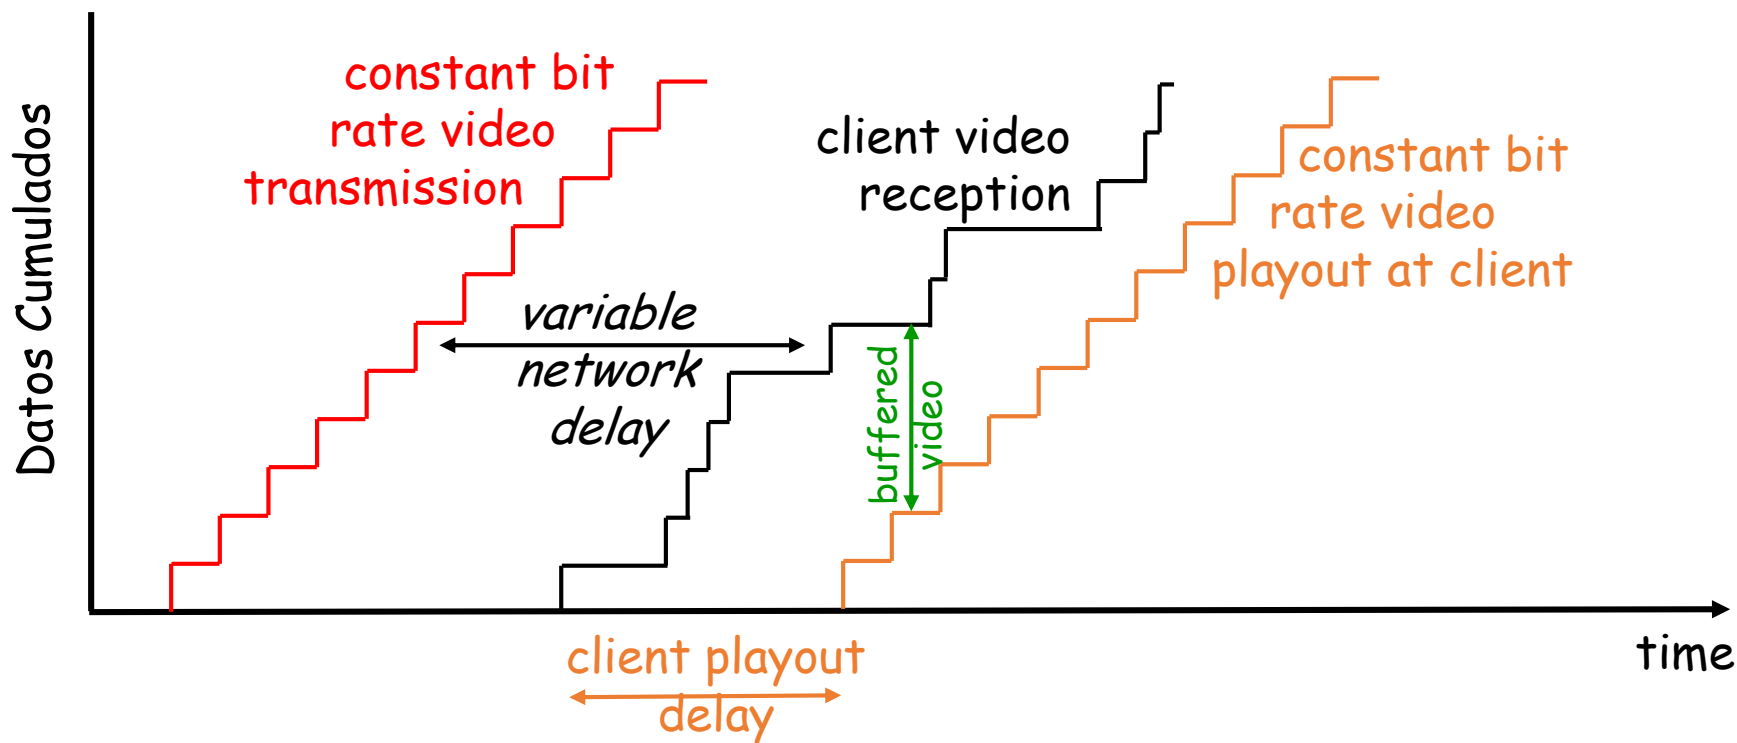 constant bit
rate video
transmission
client video
reception
constant bit
rate video
playout at client
Datos Cumulados
variable
network
delay
buffered
video
time
client playout
delay